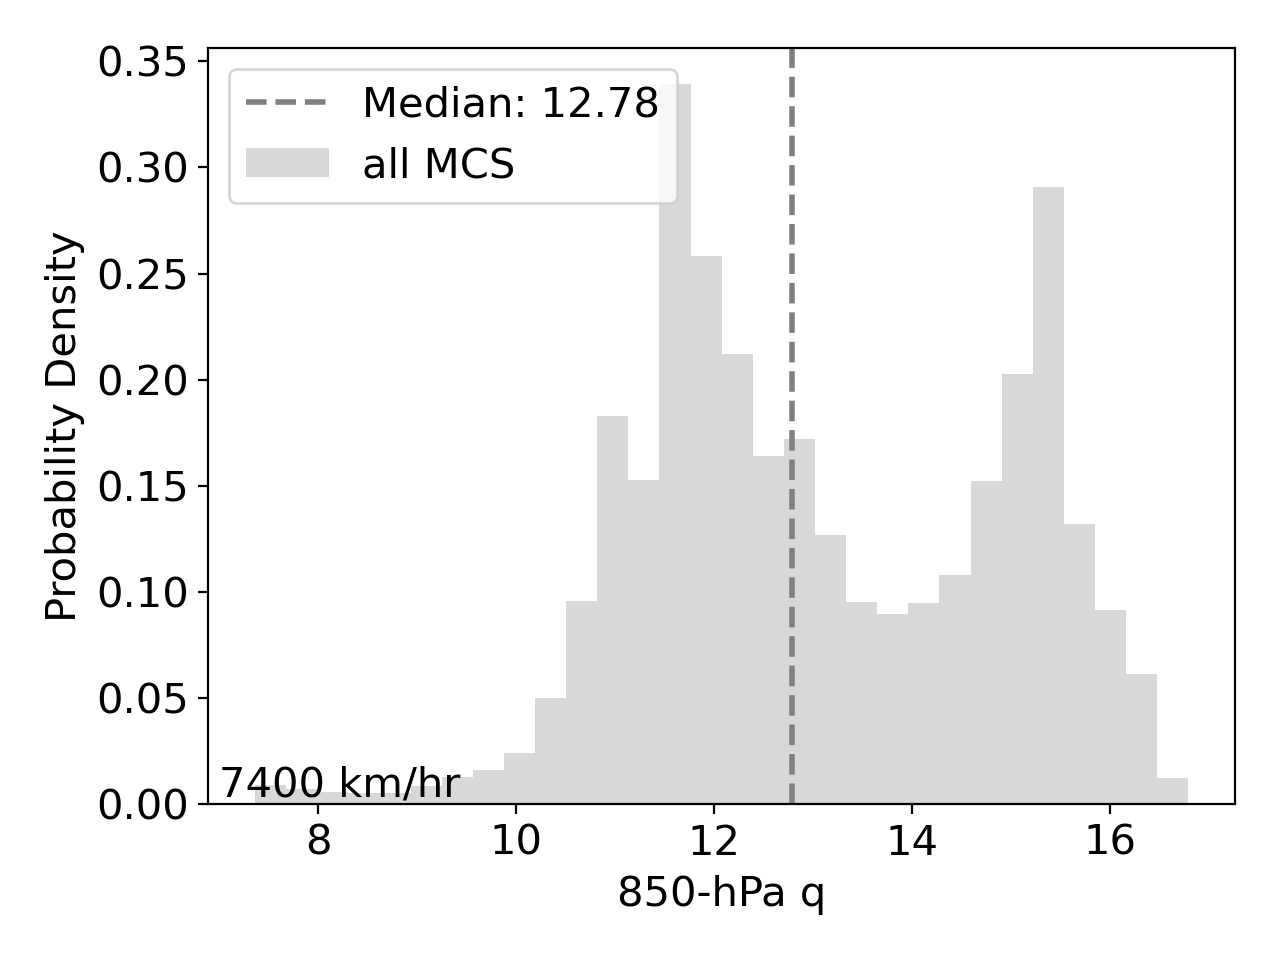 0.35
0.30
0.25
0.20
0.15
0.10
0.05
0.00
Probability Density
Median: 12.78
all MCS
7400 km/hr
8 10 12 14 16
850-hPa q